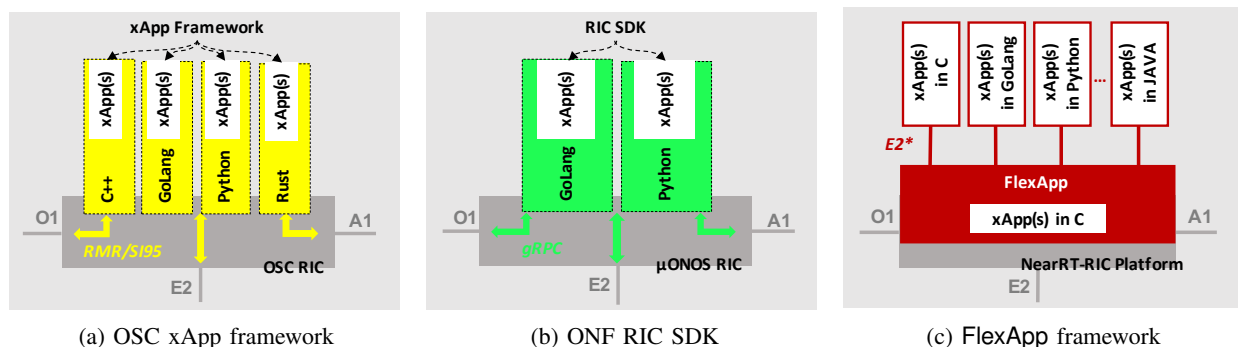 xApp Framework
xApp(s)
xApp(s)
xApp(s)
xApp(s)
C++
GoLang
Python
Rust
O1
A1
RMR/SI95
OSC RIC
E2
(a) OSC xApp framework
RIC SDK
xApp(s)
xApp(s)
GoLang
Python
O1
A1
gRPC
µONOS RIC
E2
(b) ONF RIC SDK
xApp(s)
in C
xApp(s)
in GoLang
xApp(s)
in Python
...
xApp(s)
in JAVA
E2*
FlexApp
O1
xApp(s) in C
A1
NearRT-RIC Platform
E2
(c) FlexApp framework